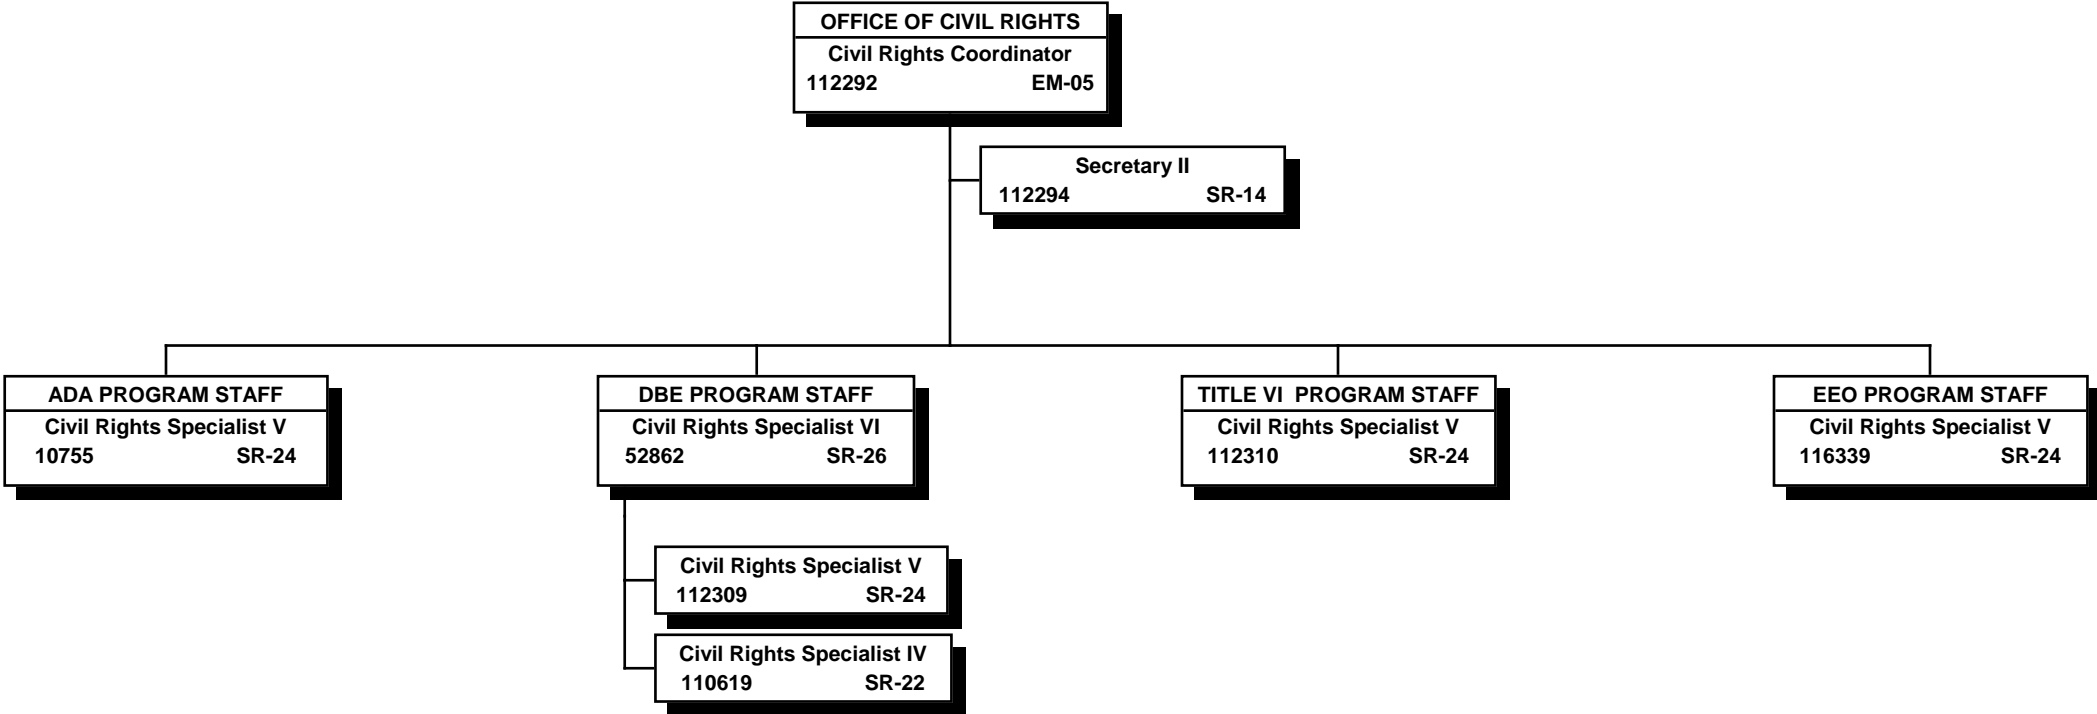 OFFICE OF CIVIL RIGHTS
Civil Rights Coordinator
112292 EM-05
Secretary II
112294 SR-14
ADA PROGRAM STAFF
Civil Rights Specialist V
10755 SR-24
DBE PROGRAM STAFF
Civil Rights Specialist VI
52862 SR-26
Civil Rights Specialist V
112309 SR-24
Civil Rights Specialist IV
110619 SR-22
TITLE VI PROGRAM STAFF
Civil Rights Specialist V
112310 SR-24
EEO PROGRAM STAFF
Civil Rights Specialist V
116339 SR-24